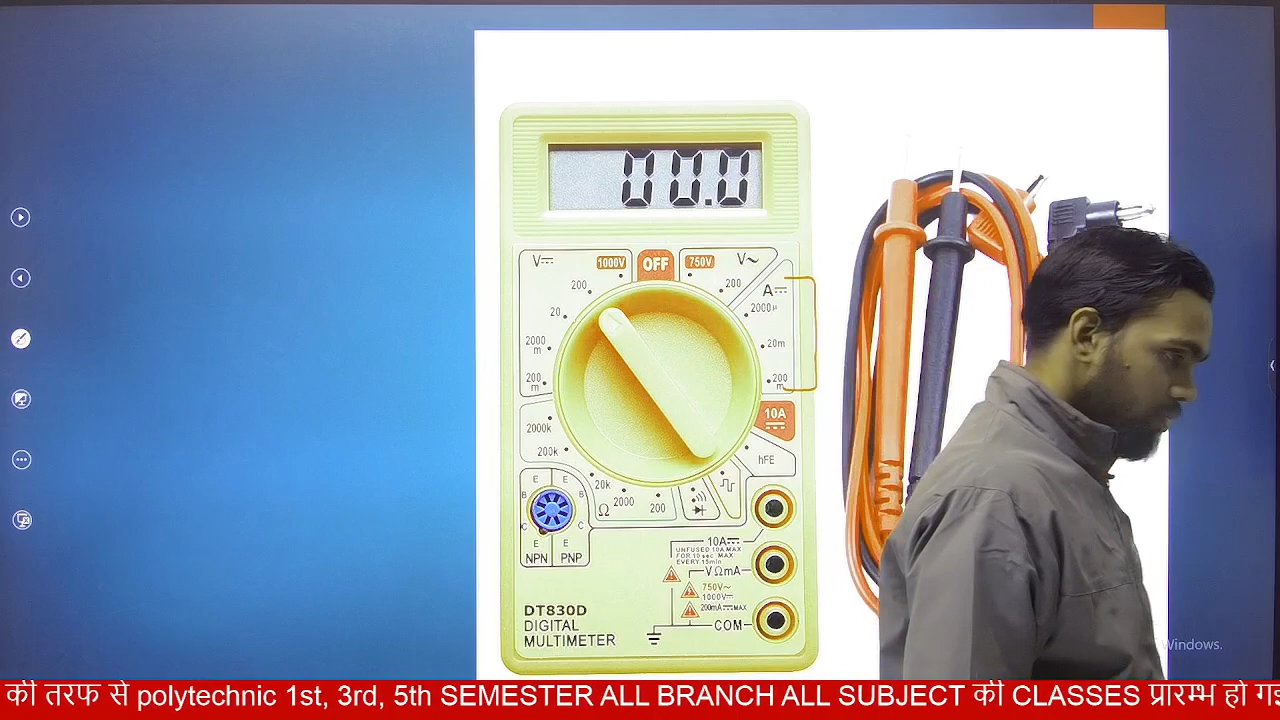 00.0
V⎓ 1000V OFF 750V V~
200 200
A⎓
20 2000µ
2000m 20m
200m 200m
10A
2000k
200k hFE
20k
Ω 2000 200
E E
B B
C C
E E
NPN PNP
10A⎓
UNFUSED 10A MAX
FOR 10 sec MAX
EVERY 15min
VΩmA
750V~
1000V⎓
200mA⎓MAX
COM
DT830D
DIGITAL
MULTIMETER
Windows.
की तरफ से polytechnic 1st, 3rd, 5th SEMESTER ALL BRANCH ALL SUBJECT की CLASSES प्रारम्भ हो